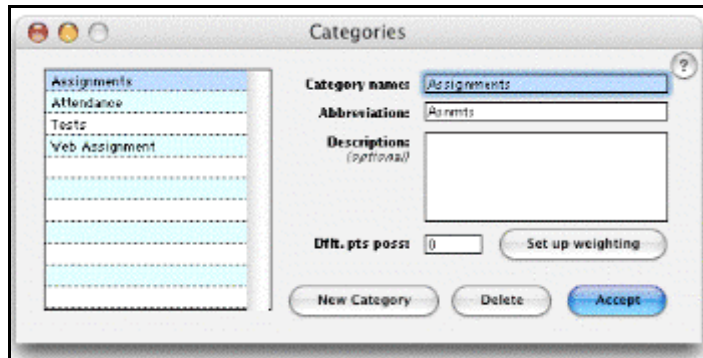 Categories
?
Assignments
Attendance
Tests
Web Assignment
Category name: Assignments
Abbreviation: Asnmts
Description:
(optional)
Dflt. pts poss: 0
Set up weighting
New Category
Delete
Accept